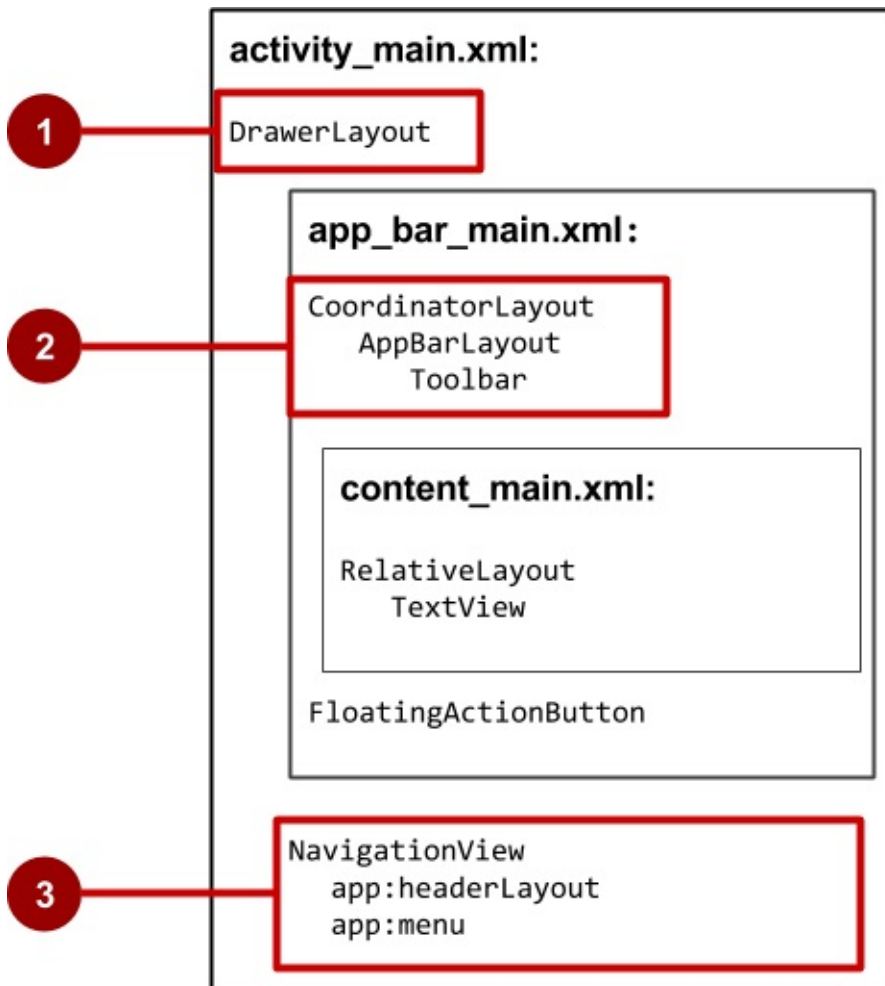 activity_main.xml:
1
DrawerLayout
app_bar_main.xml:
2
CoordinatorLayout
AppBarLayout
Toolbar
content_main.xml:
RelativeLayout
TextView
FloatingActionButton
3
NavigationView
app:headerLayout
app:menu